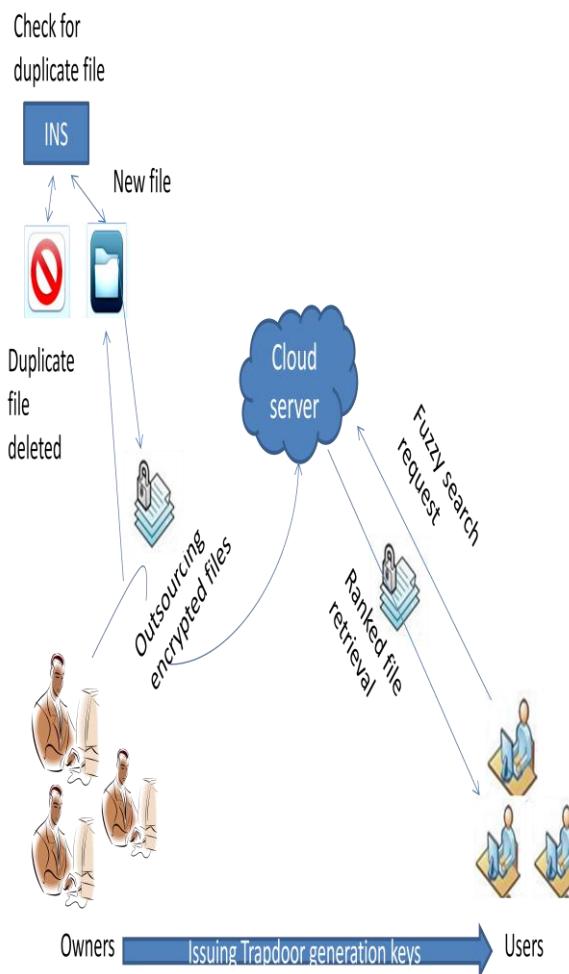 Check for
duplicate file
INS
New file
Duplicate
file
deleted
Cloud
server
Fuzzy search
request
Outsourcing
encrypted files
Ranked file
retrieval
Owners
Issuing Trapdoor generation keys
Users